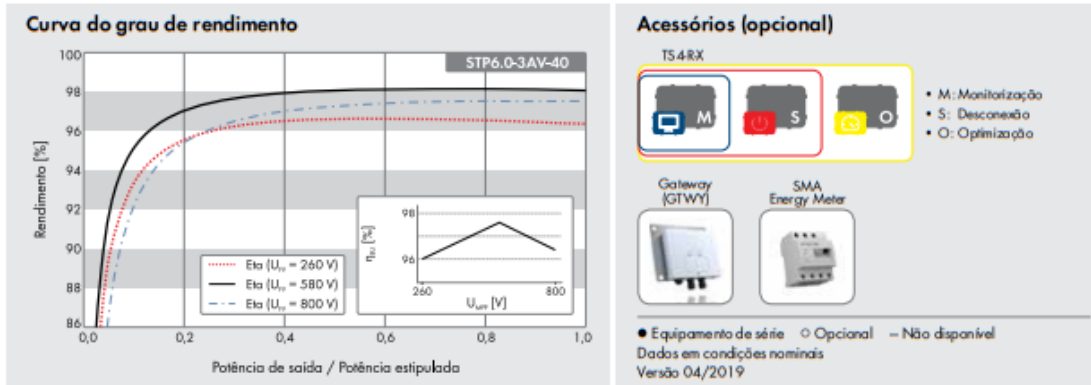 Curva do grau de rendimento
STP6.0-3AV-40
Rendimento [%]
100
98
96
94
92
90
88
86
Eta (Upv = 260 V)
Eta (Upv = 580 V)
Eta (Upv = 800 V)
98
96
260
800
UMPP [V]
0,0
0,2
0,4
0,6
0,8
1,0
Potência de saída / Potência estipulada
Acessórios (opcional)
TS4-R-X
M
S
O
• M: Monitorização
• S: Desconexão
• O: Optimização
Gateway
(GTWY)
SMA
Energy Meter
● Equipamento de série ○ Opcional – Não disponível
Dados em condições nominais
Versão 04/2019